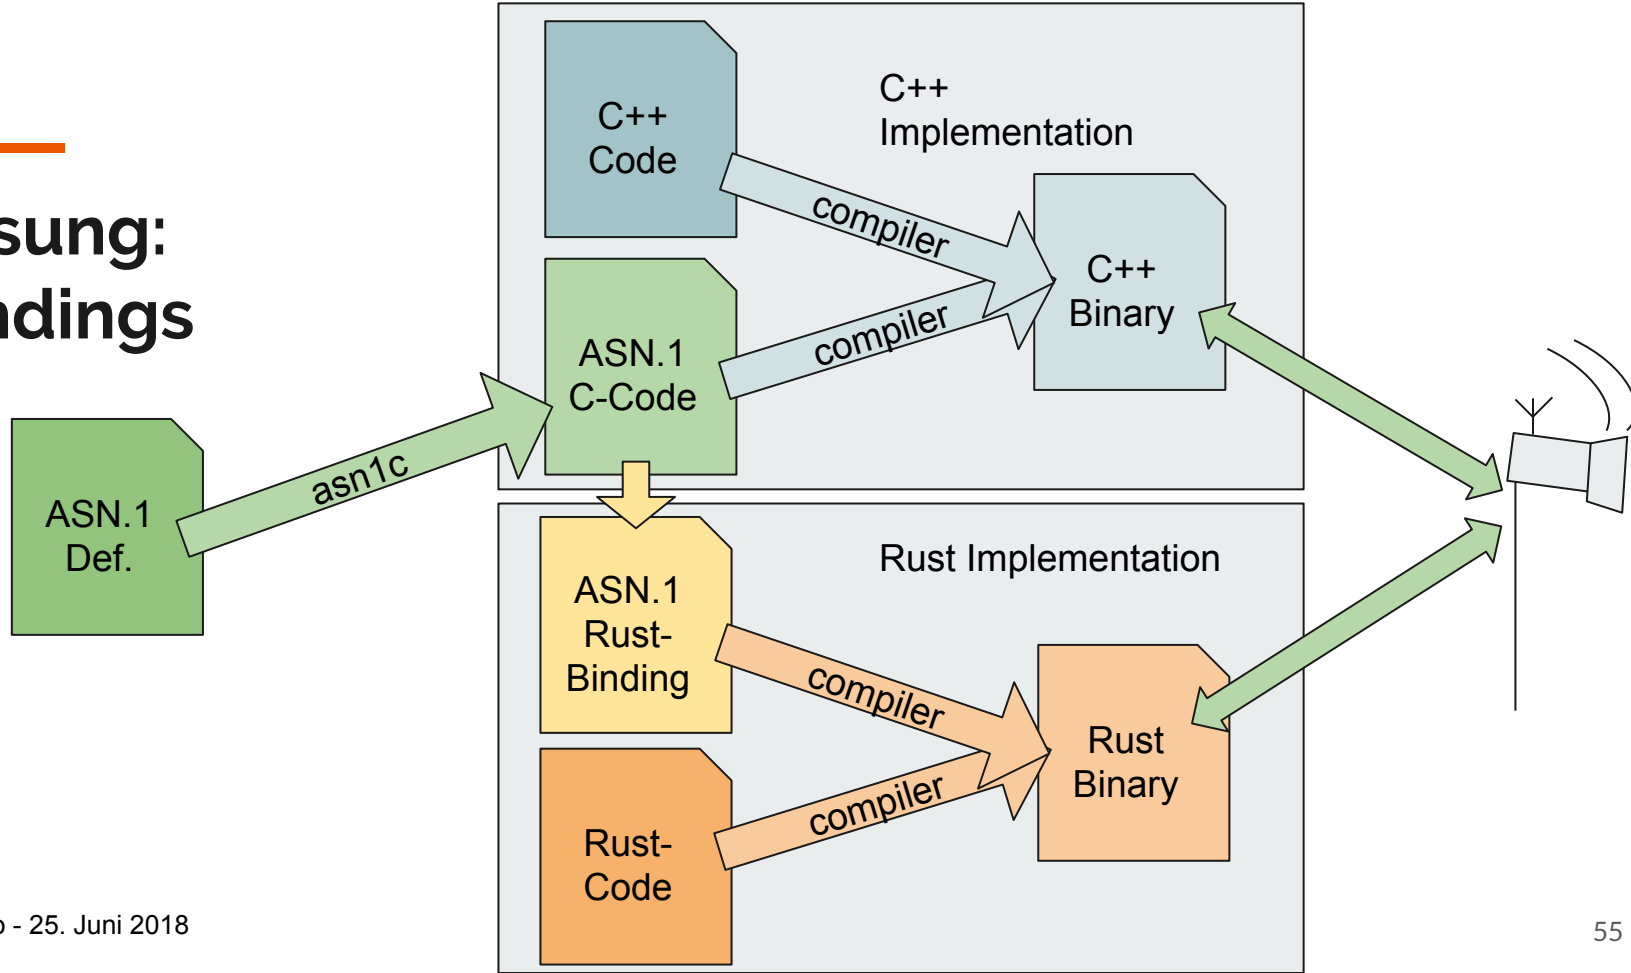 sung:
ndings
C++
Code
C++
Implementation
compiler
C++
Binary
ASN.1
C-Code
compiler
ASN.1
Def.
asn1c
Rust Implementation
ASN.1
Rust-
Binding
compiler
Rust
Binary
Rust-
Code
compiler
- 25. Juni 2018
55